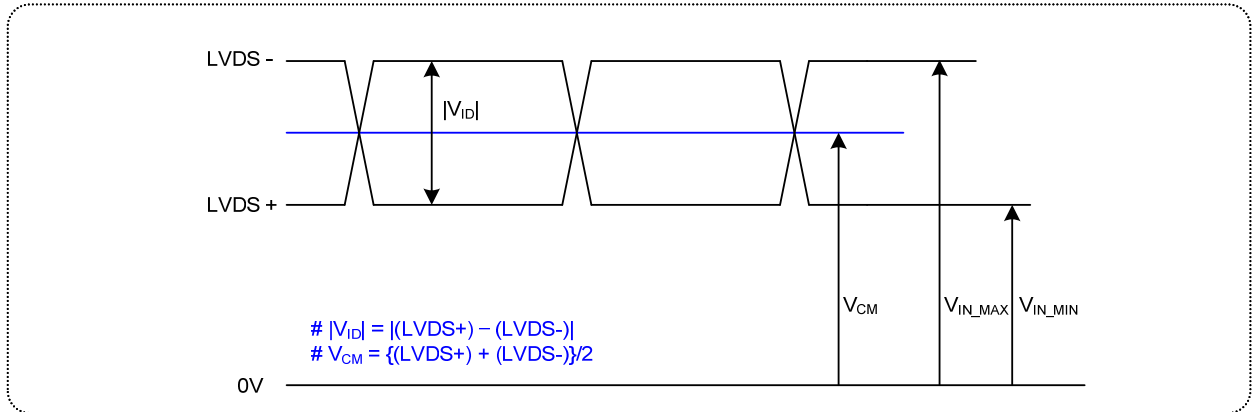 LVDS -
|VID|
LVDS +
VCM
VIN_MAX
VIN_MIN
# |VID| = |(LVDS+) – (LVDS-)|
# VCM = {(LVDS+) + (LVDS-)}/2
0V